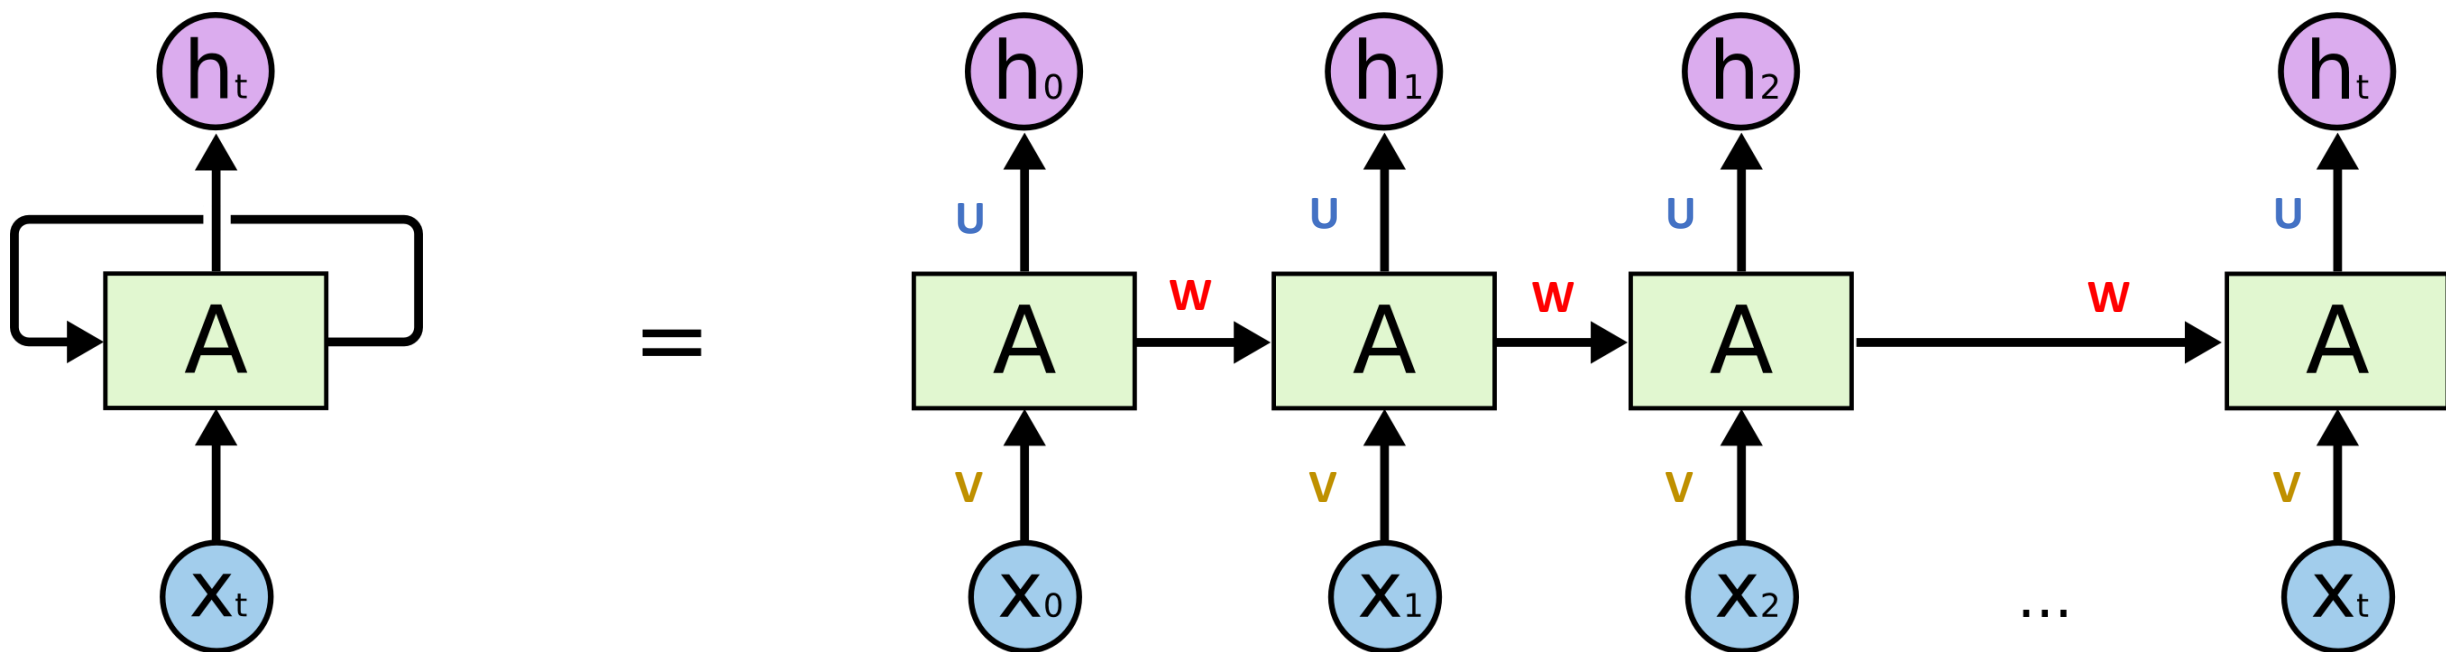 ht h0 h1 h2 ht
U U U U
W W W
A = A A A A
V V V V
xt x0 x1 x2 ... xt